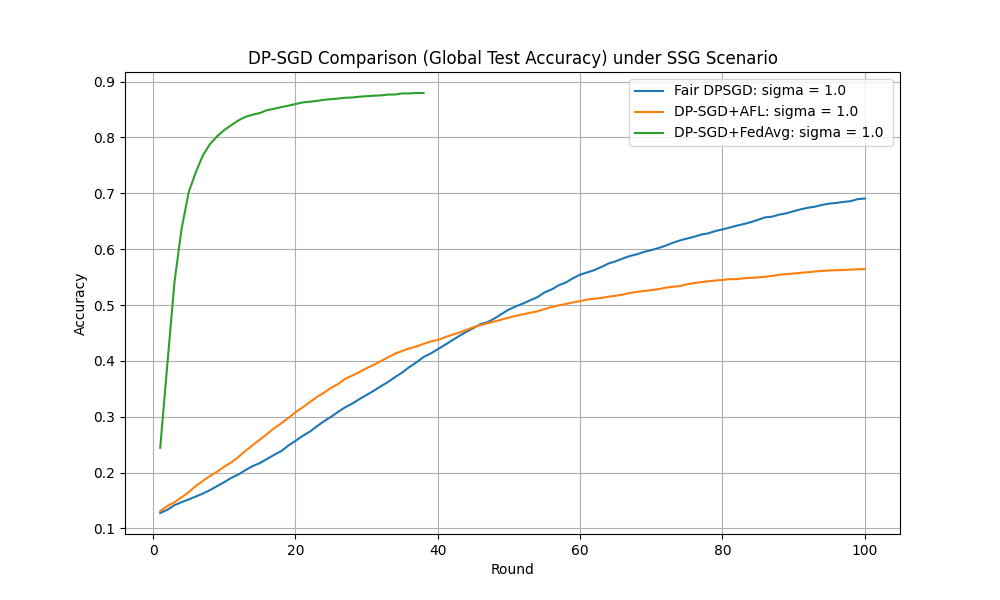 DP-SGD Comparison (Global Test Accuracy) under SSG Scenario
Fair DPSGD: sigma = 1.0
DP-SGD+AFL: sigma = 1.0
DP-SGD+FedAvg: sigma = 1.0
Accuracy
0.9
0.8
0.7
0.6
0.5
0.4
0.3
0.2
0.1
0 20 40 60 80 100
Round